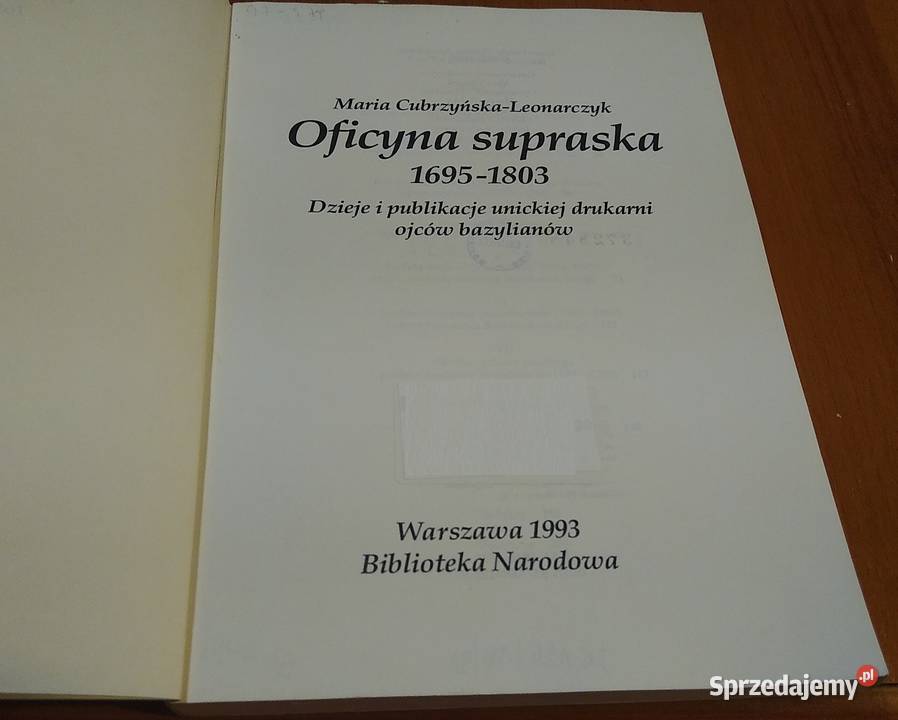 Maria Cubrzyńska-Leonarczyk
Oficyna supraska
1695-1803
Dzieje i publikacje unickiej drukarni
ojców bazylianów
Warszawa 1993
Biblioteka Narodowa
Sprzedajemy.pl